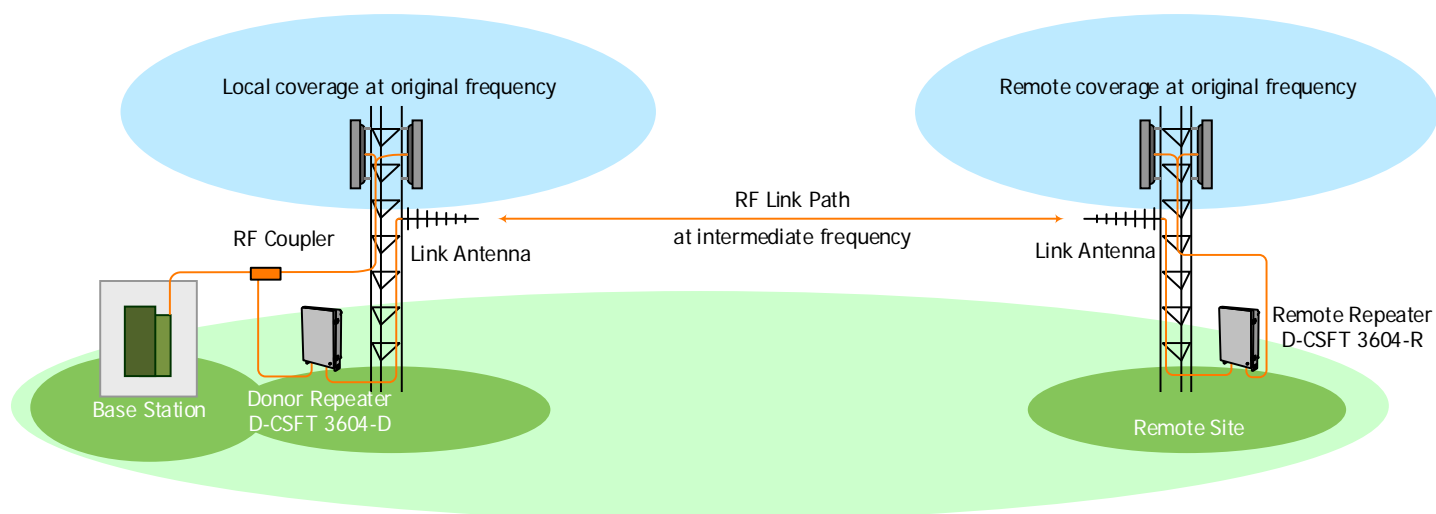 Local coverage at original frequency
Remote coverage at original frequency
RF Link Path
at intermediate frequency
RF Coupler
Link Antenna
Link Antenna
Remote Repeater
D-CSFT 3604-R
Base Station
Donor Repeater
D-CSFT 3604-D
Remote Site